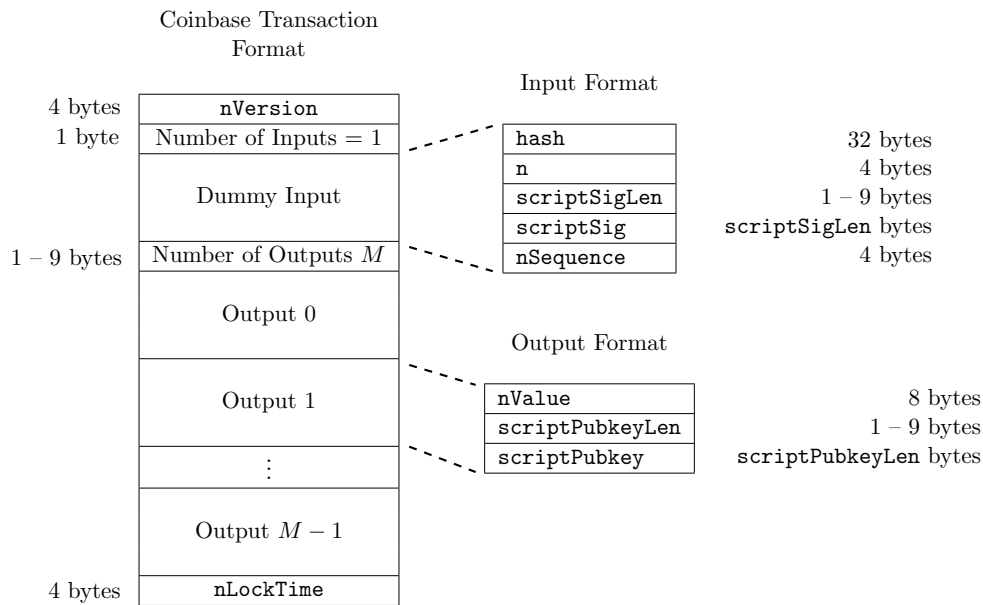 Coinbase Transaction
Format
4 bytes nVersion
1 byte Number of Inputs = 1
Dummy Input
1 – 9 bytes Number of Outputs M
Output 0
Output 1
⋮
Output M − 1
4 bytes nLockTime
Input Format
hash 32 bytes
n 4 bytes
scriptSigLen 1 – 9 bytes
scriptSig scriptSigLen bytes
nSequence 4 bytes
Output Format
nValue 8 bytes
scriptPubkeyLen 1 – 9 bytes
scriptPubkey scriptPubkeyLen bytes